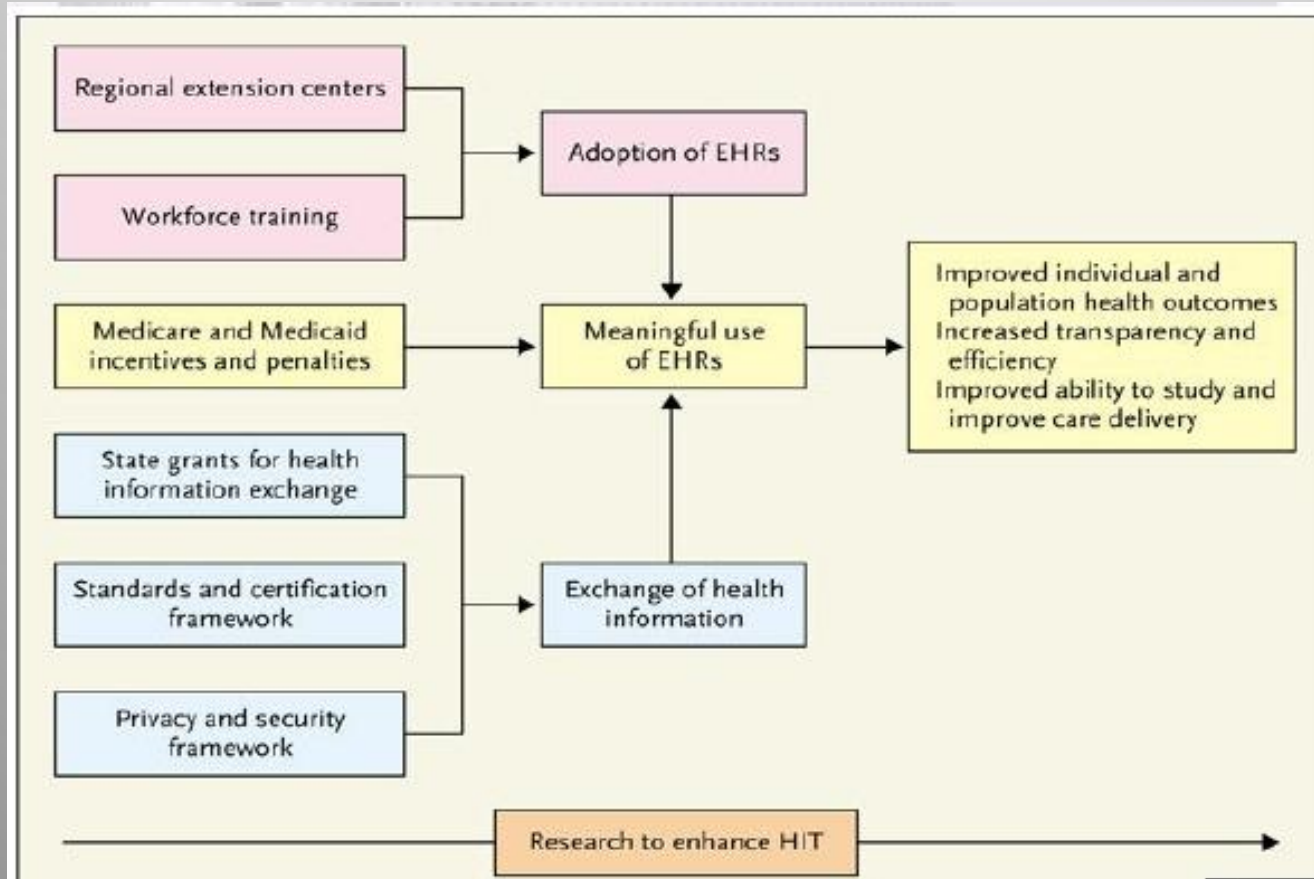 Regional extension centers
Workforce training
Adoption of EHRs
Medicare and Medicaid
incentives and penalties
Meaningful use
of EHRs
Improved individual and
population health outcomes
Increased transparency and
efficiency
Improved ability to study and
improve care delivery
State grants for health
information exchange
Standards and certification
framework
Privacy and security
framework
Exchange of health
information
Research to enhance HIT